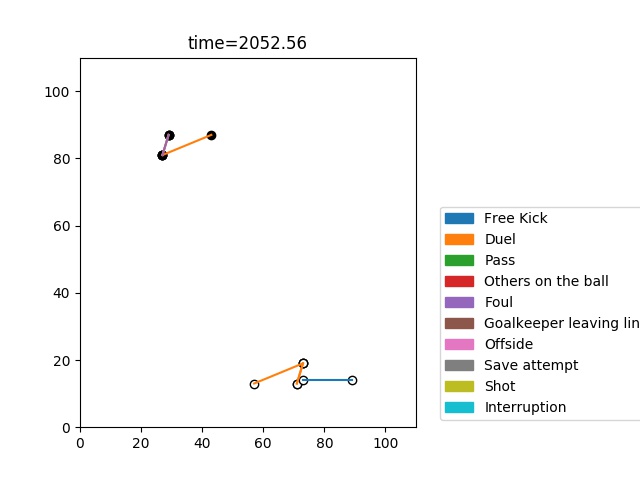 time=2052.56
100
80
60
40
20
0
0 20 40 60 80 100
Free Kick
Duel
Pass
Others on the ball
Foul
Goalkeeper leaving lin
Offside
Save attempt
Shot
Interruption